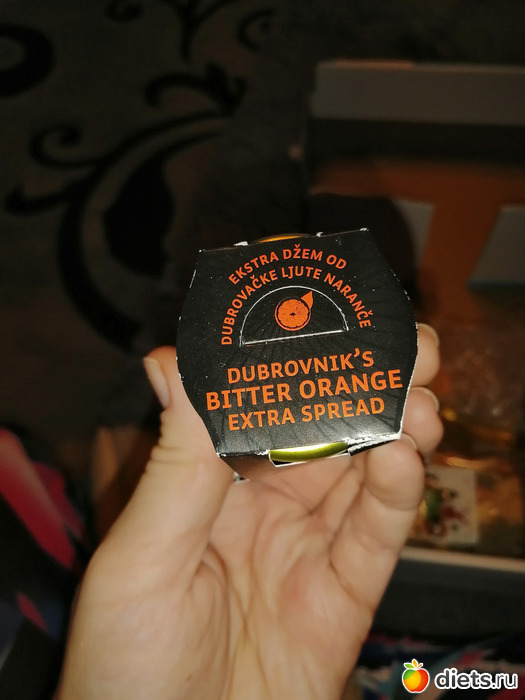 EKSTRA DŽEM OD
DUBROVAČKE LJUTE NARANČE
DUBROVNIK'S
BITTER ORANGE
EXTRA SPREAD
diets.ru